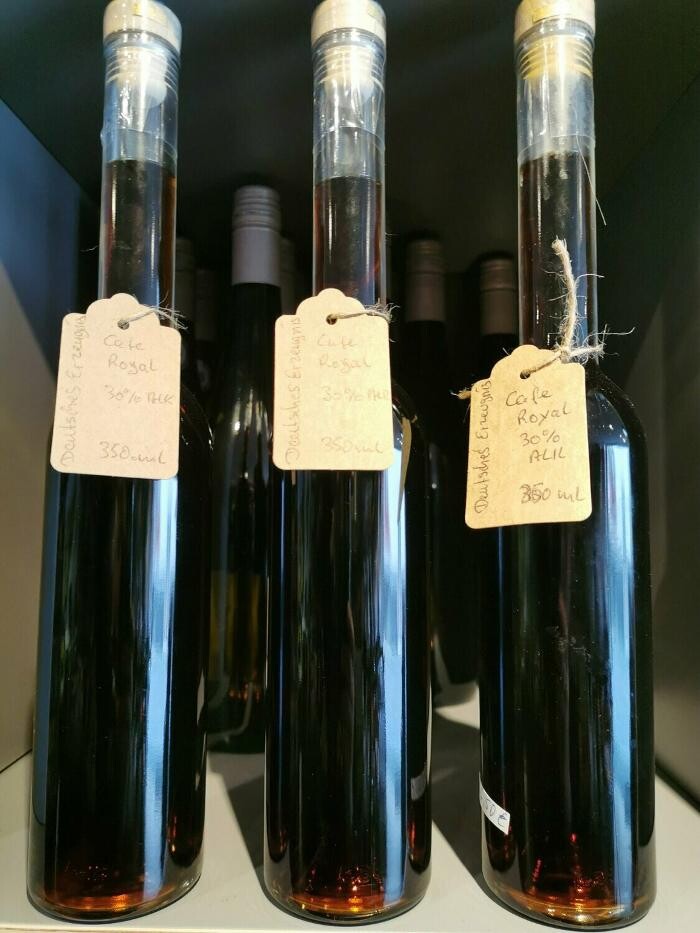 Deutsches Erzeugnis
Cafe
Royal
30% ALK
350 ml
Deutsches Erzeugnis
Cafe
Royal
30% ALK
350 ml
Deutsches Erzeugnis
Cafe
Royal
30%
ALK
350 ml
50 €